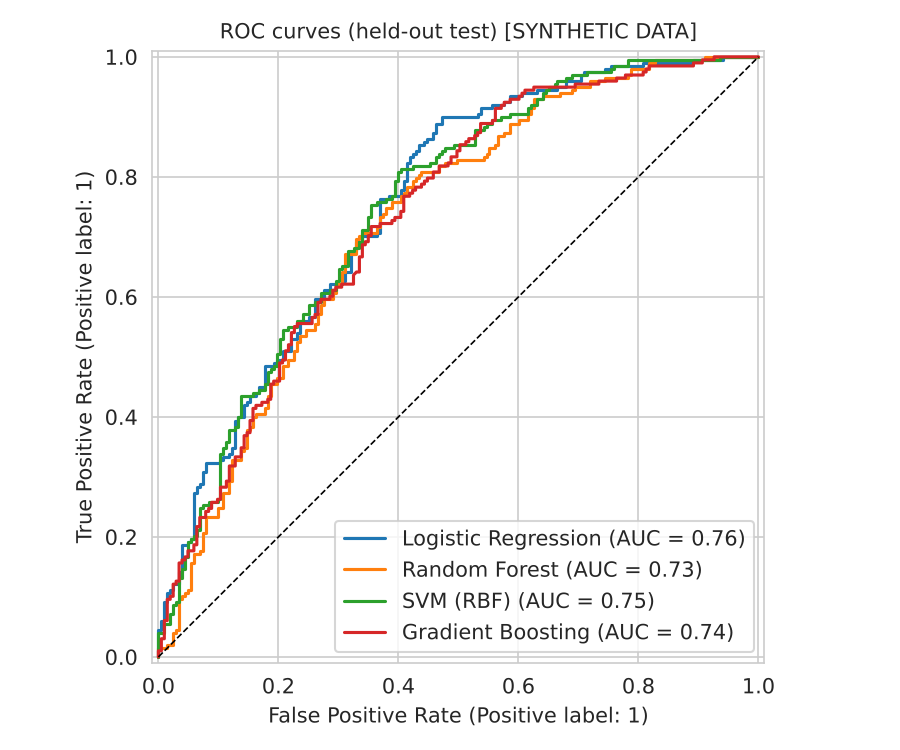 ROC curves (held-out test) [SYNTHETIC DATA]
True Positive Rate (Positive label: 1)
1.0
0.8
0.6
0.4
0.2
0.0
Logistic Regression (AUC = 0.76)
Random Forest (AUC = 0.73)
SVM (RBF) (AUC = 0.75)
Gradient Boosting (AUC = 0.74)
0.0 0.2 0.4 0.6 0.8 1.0
False Positive Rate (Positive label: 1)